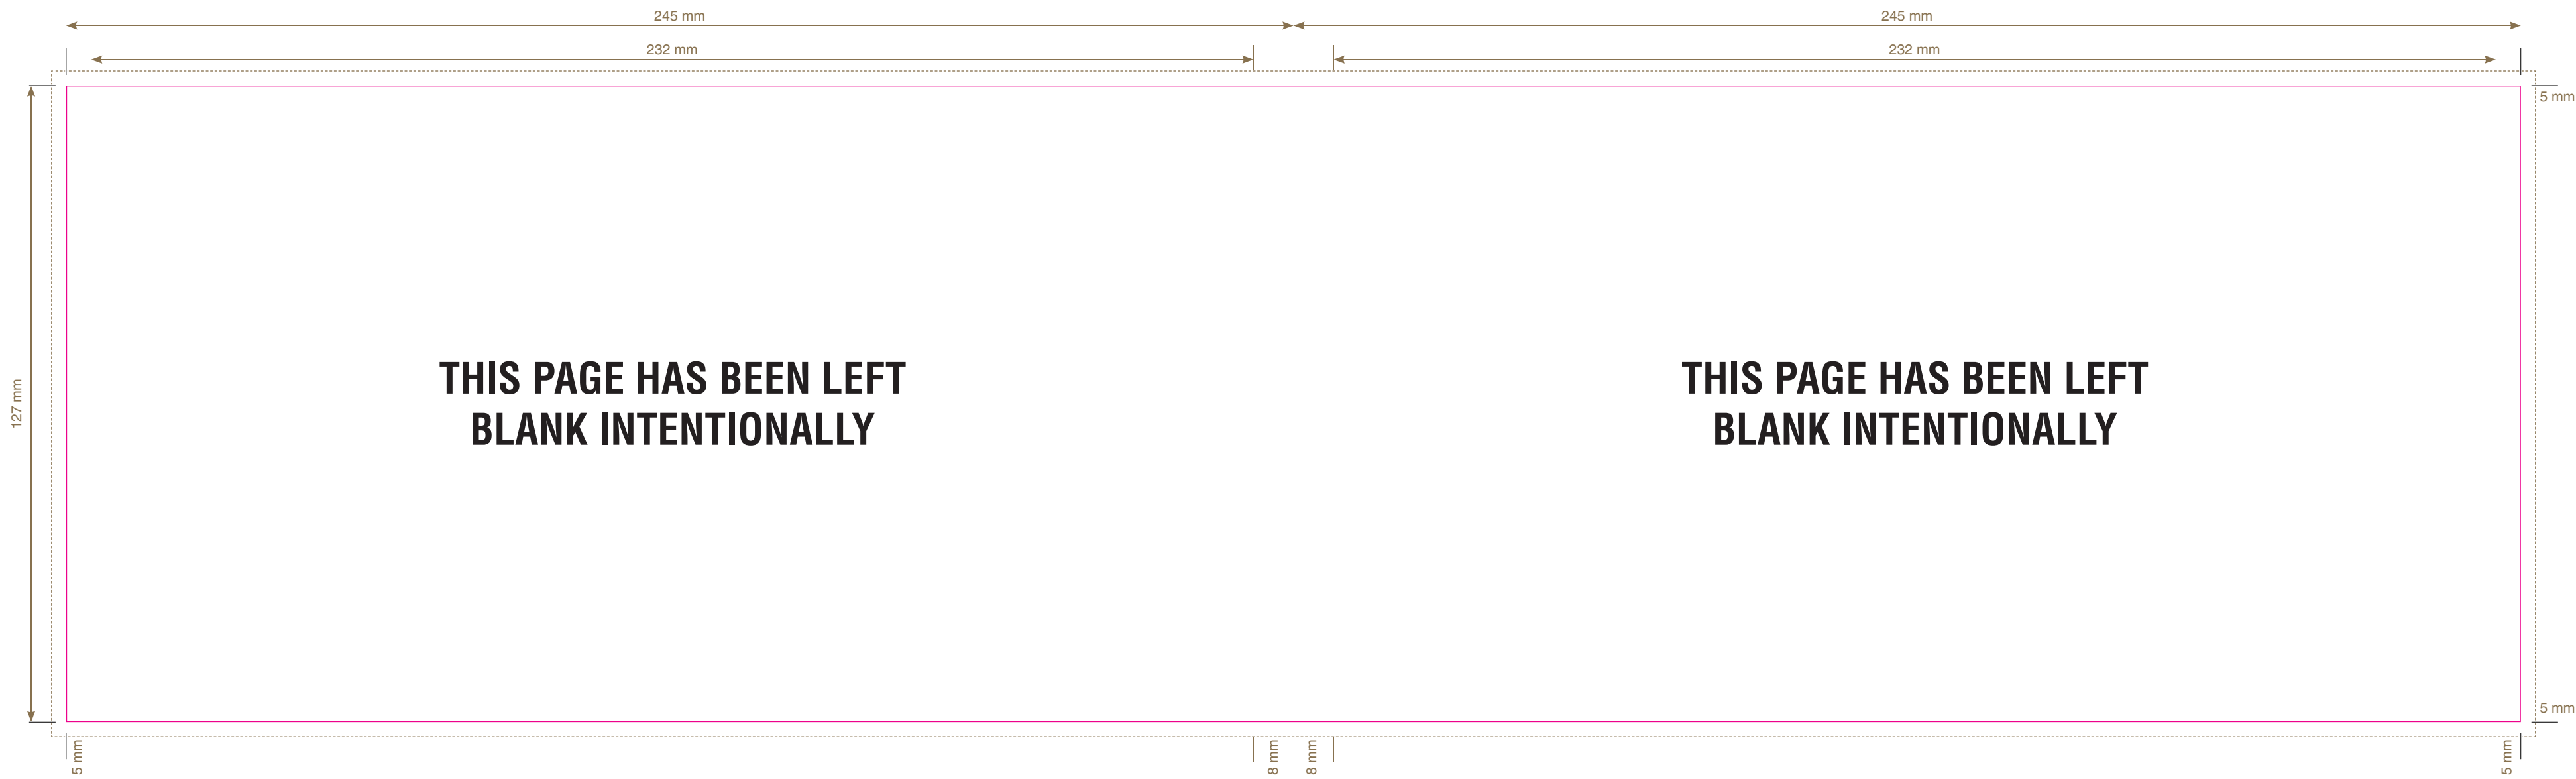 245 mm
245 mm
232 mm
232 mm
5 mm
127 mm
THIS PAGE HAS BEEN LEFT
BLANK INTENTIONALLY
THIS PAGE HAS BEEN LEFT
BLANK INTENTIONALLY
5 mm
5 mm
8 mm
8 mm
5 mm